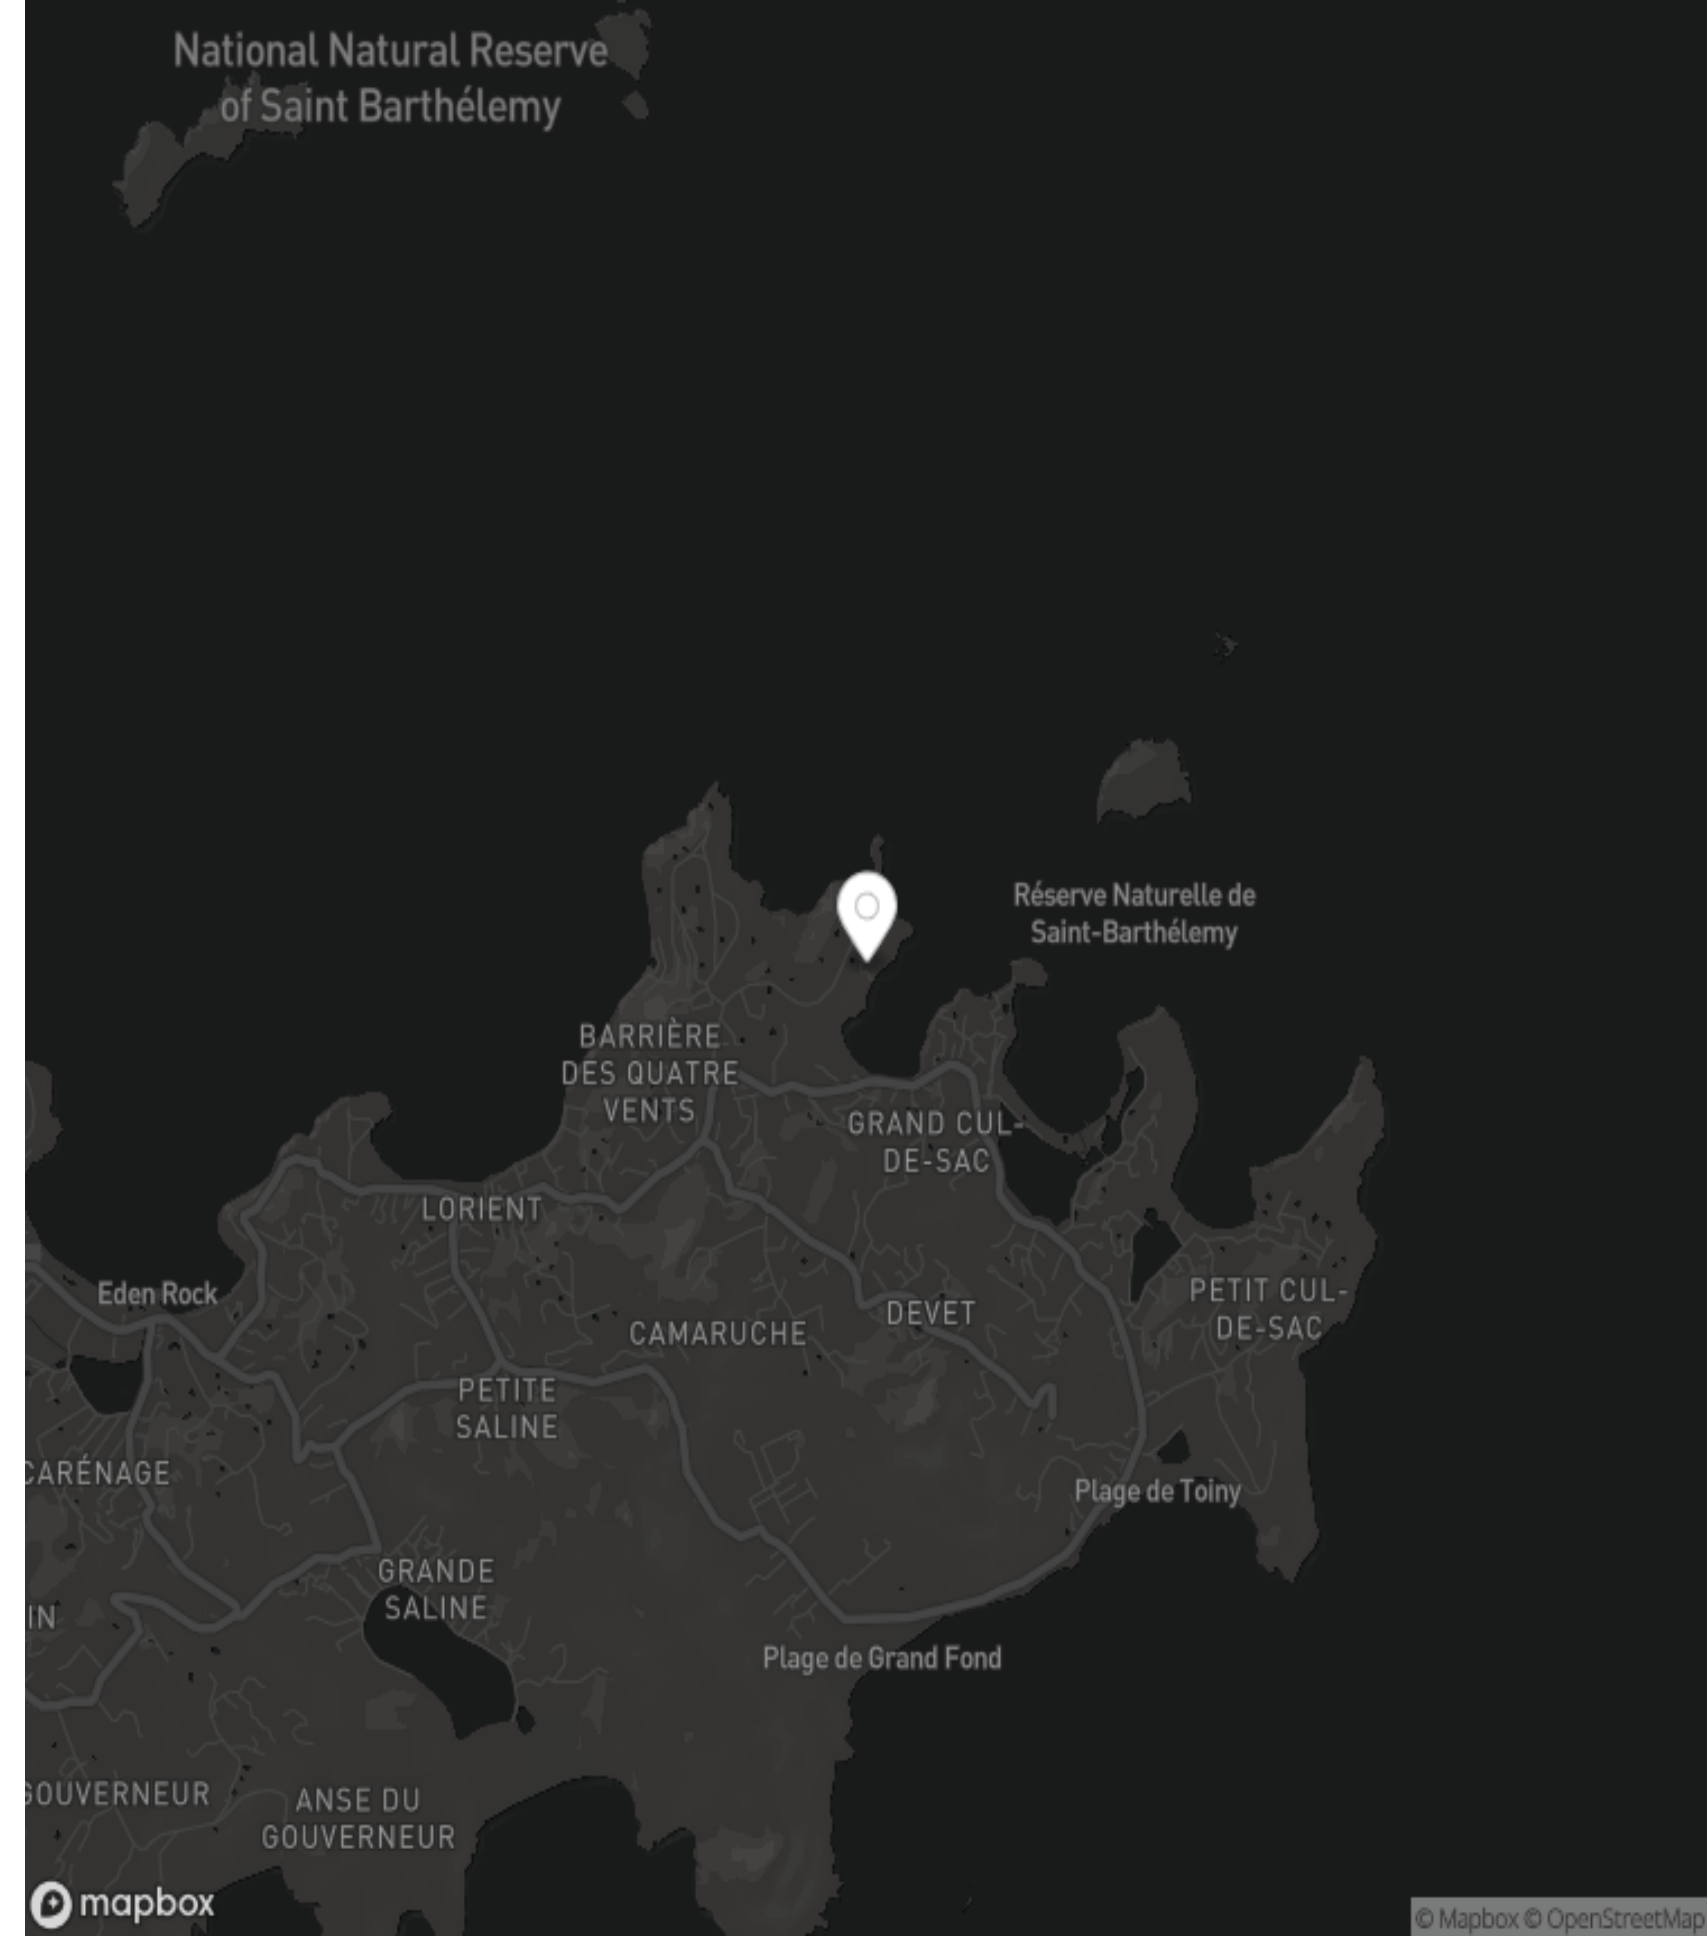 National Natural Reserve
of Saint Barthélemy
Réserve Naturelle de
Saint-Barthélemy
BARRIÈRE
DES QUATRE
VENTS
GRAND CUL-
DE-SAC
LORIENT
Eden Rock
PETIT CUL-
DE-SAC
DEVET
CAMARUCHE
PETITE
SALINE
CARÉNAGE
Plage de Toiny
GRANDE
SALINE
IN
Plage de Grand Fond
GOUVERNEUR
ANSE DU
GOUVERNEUR
mapbox
© Mapbox © OpenStreetMap